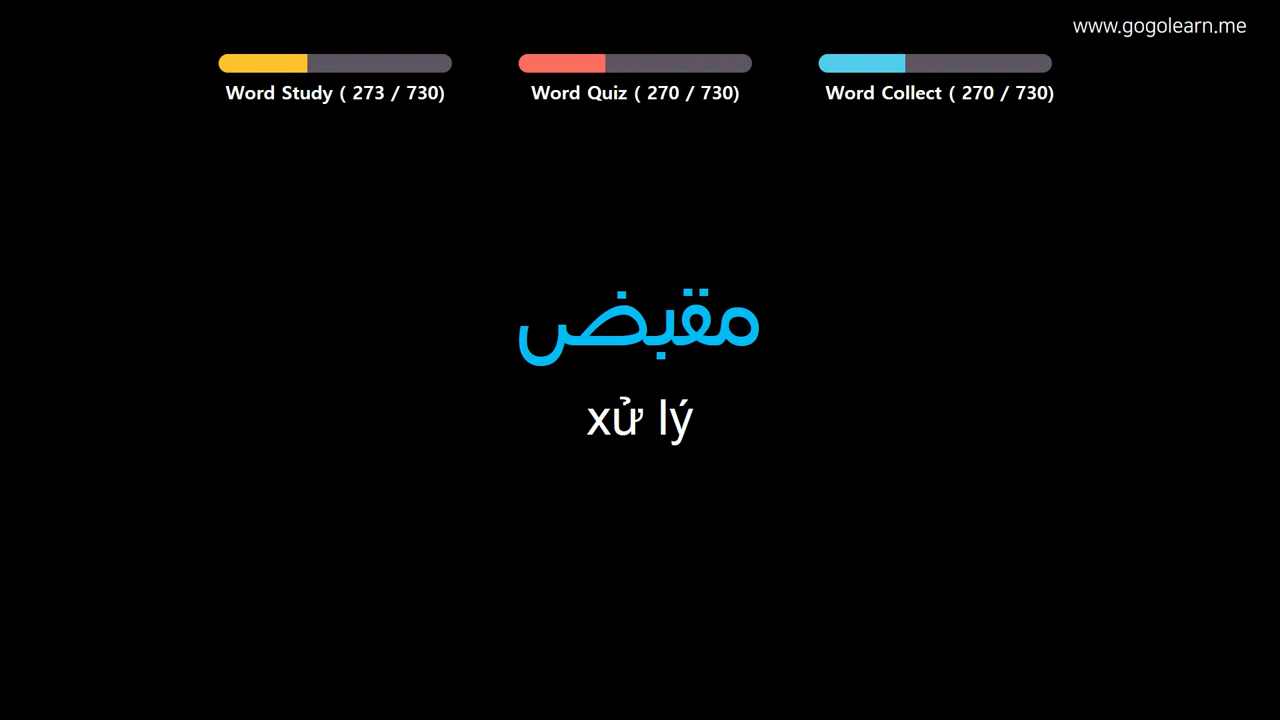 www.gogolearn.me
Word Study ( 273 / 730)
Word Quiz ( 270 / 730)
Word Collect ( 270 / 730)
مقبض
xử lý